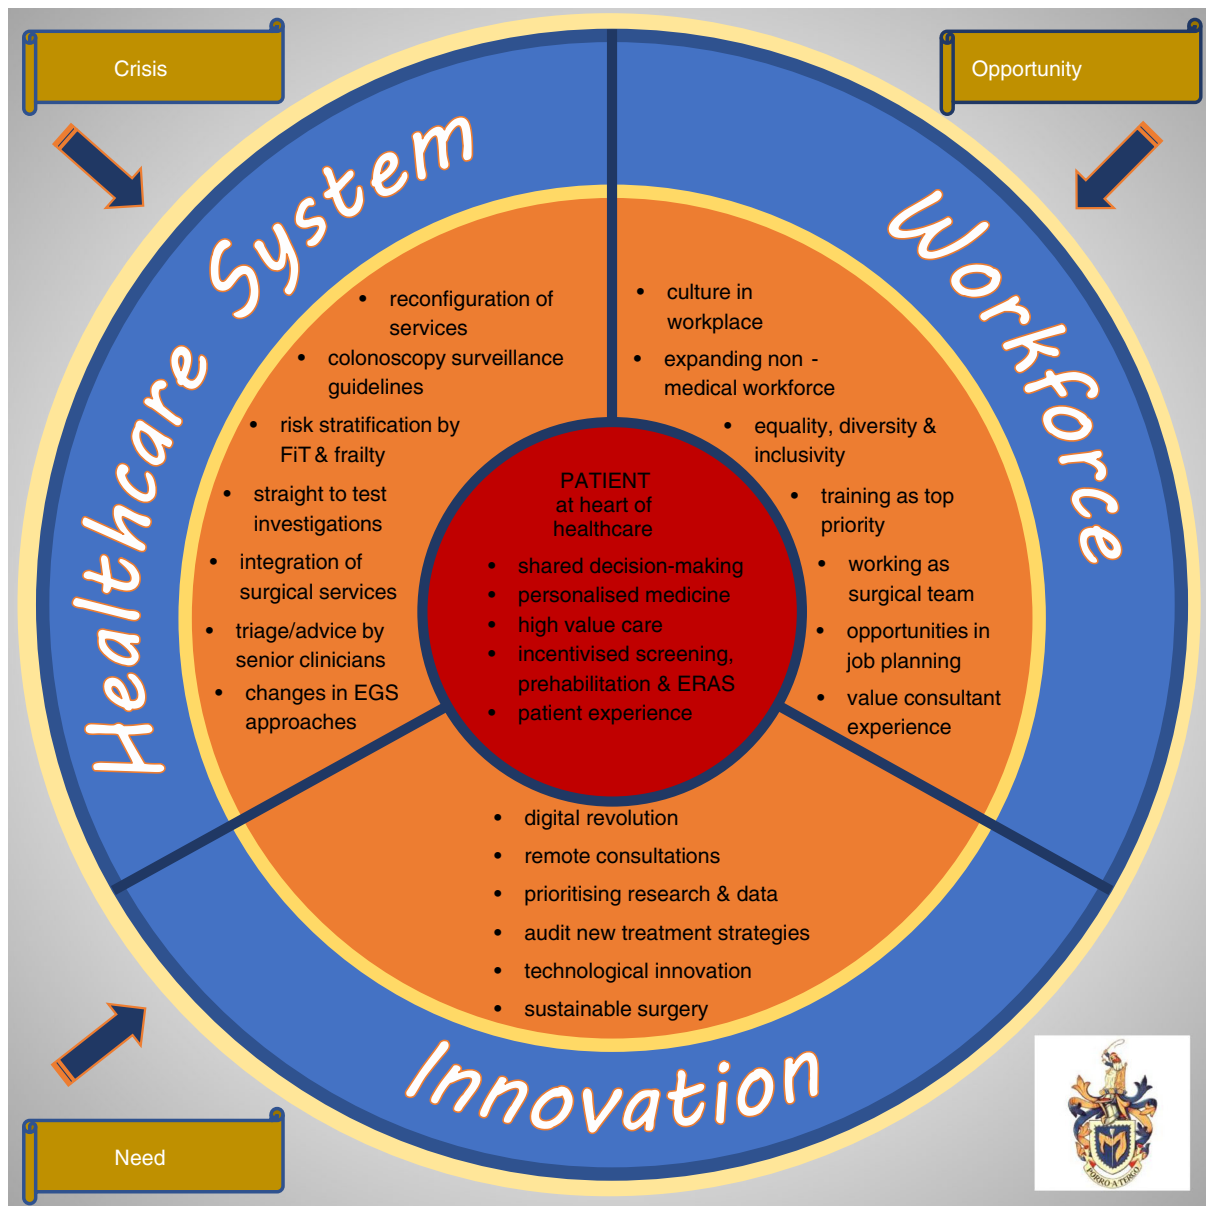 Crisis
Opportunity
Healthcare System
Workforce
Innovation
• reconfiguration of
services
• colonoscopy surveillance
guidelines
• risk stratification by
FiT & frailty
• straight to test
investigations
• integration of
surgical services
• triage/advice by
senior clinicians
• changes in EGS
approaches
• culture in
workplace
• expanding non -
medical workforce
• equality, diversity &
inclusivity
• training as top
priority
• working as
surgical team
• opportunities in
job planning
• value consultant
experience
PATIENT
at heart of
healthcare
• shared decision-making
• personalised medicine
• high value care
• incentivised screening,
prehabilitation & ERAS
• patient experience
• digital revolution
• remote consultations
• prioritising research & data
• audit new treatment strategies
• technological innovation
• sustainable surgery
Need
PORRO A TERGO